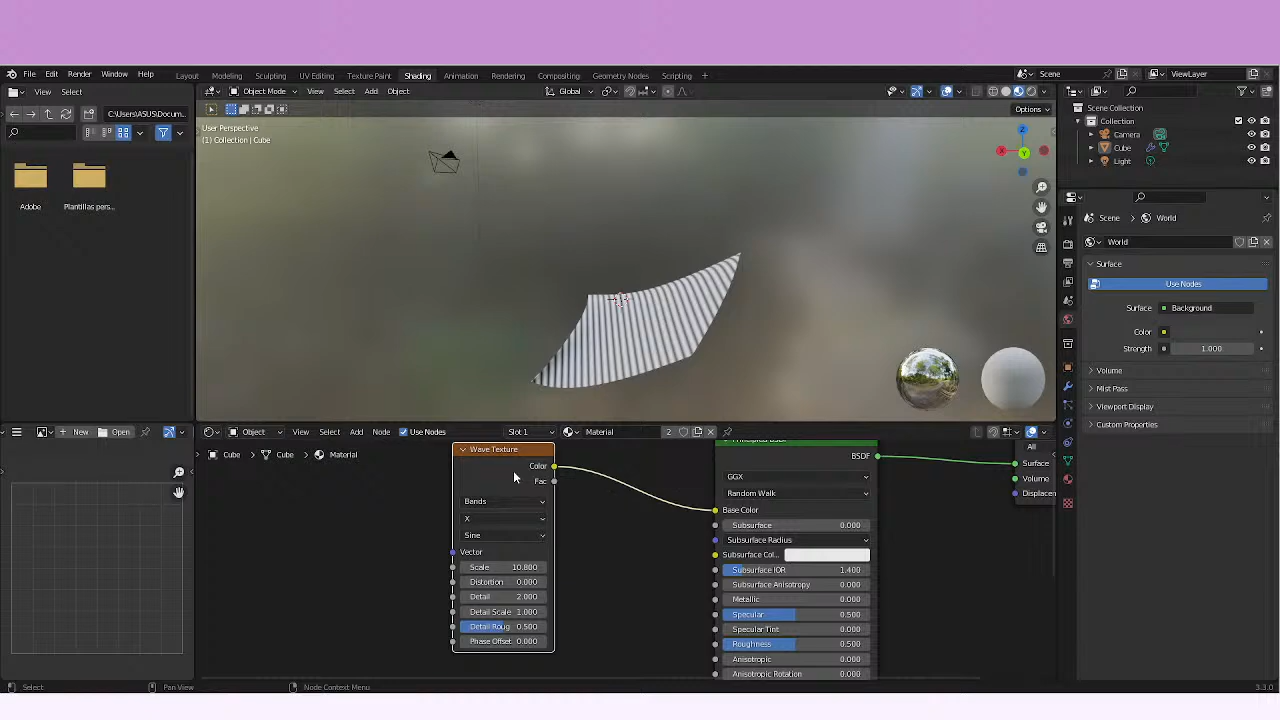 File Edit Render Window Help
Layout Modeling Sculpting UV Editing Texture Paint Shading Animation Rendering Compositing Geometry Nodes Scripting +
Scene
ViewLayer
View Select
C:\Users\ASUS\Docum..
Adobe
Plantillas pers...
Object Mode
View Select Add Object
Global
Options
User Perspective
(1) Collection | Cube
Scene Collection
Collection
Camera
Cube
Light
Scene > World
World
Surface
Use Nodes
Surface Background
Color
Strength 1.000
Volume
Mist Pass
Viewport Display
Custom Properties
New Open
Object
View Select Add Node
Use Nodes
Slot 1
Material 2
Cube > Cube > Material
Wave Texture
Color
Fac
Bands
X
Sine
Vector
Scale 10.800
Distortion 0.000
Detail 2.000
Detail Scale 1.000
Detail Roug 0.500
Phase Offset 0.000
Principled BSDF
BSDF
GGX
Random Walk
Base Color
Subsurface 0.000
Subsurface Radius
Subsurface Col...
Subsurface IOR 1.400
Subsurface Anisotropy 0.000
Metallic 0.000
Specular 0.500
Specular Tint 0.000
Roughness 0.500
Anisotropic 0.000
Anisotropic Rotation 0.000
All
Surface
Volume
Displacen
Select
Pan View
Node Context Menu
3.3.0